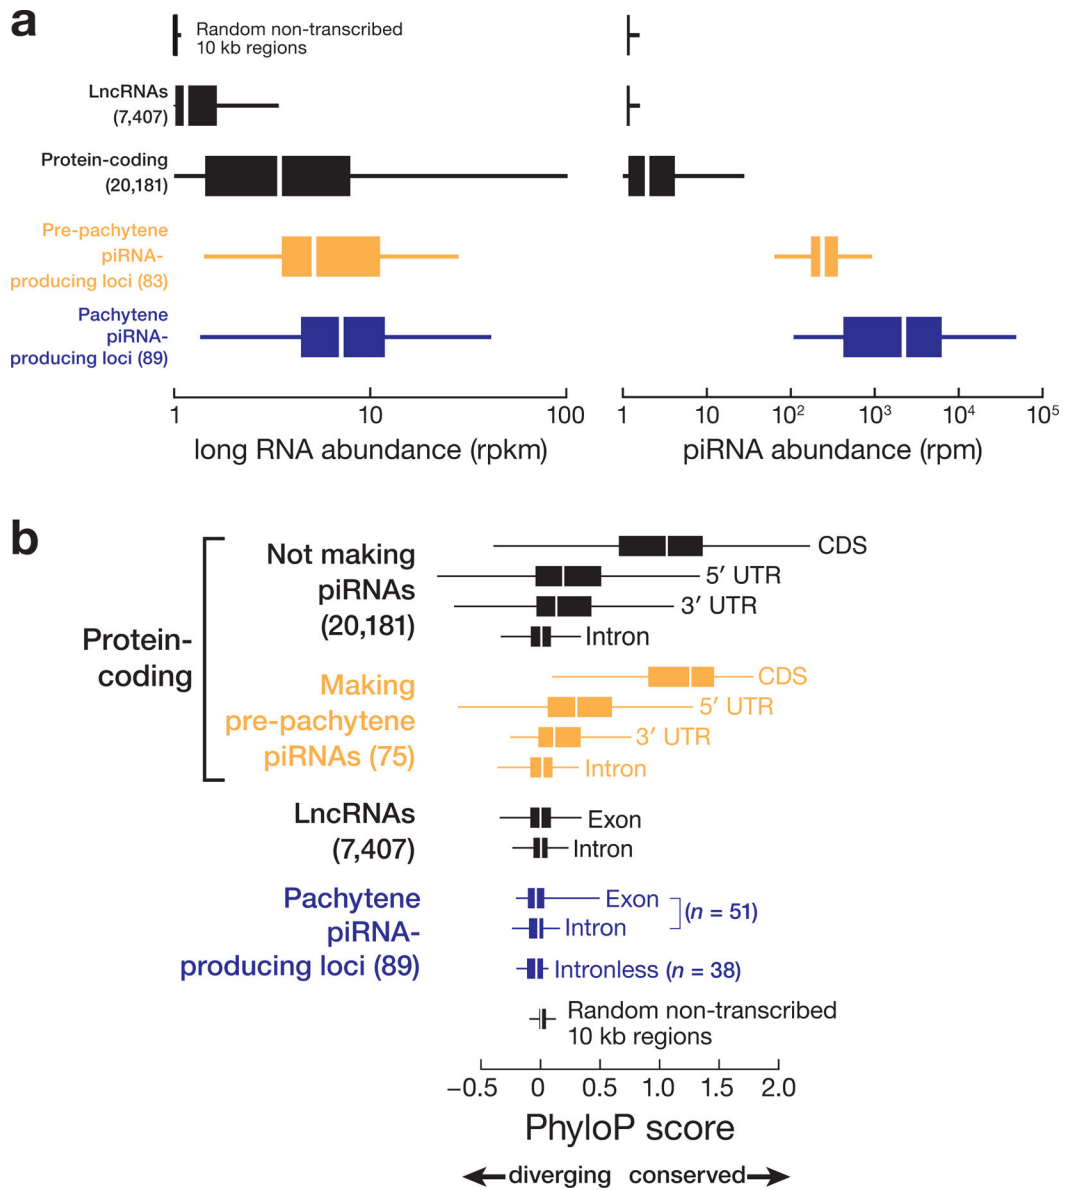 a
Random non-transcribed
10 kb regions
LncRNAs
(7,407)
Protein-coding
(20,181)
Pre-pachytene
piRNA-
producing loci (83)
Pachytene
piRNA-
producing loci (89)
1 10 100
long RNA abundance (rpkm)
1 10 10² 10³ 10⁴ 10⁵
piRNA abundance (rpm)
b
Protein-
coding
Not making
piRNAs
(20,181)
CDS
5′ UTR
3′ UTR
Intron
Making
pre-pachytene
piRNAs (75)
CDS
5′ UTR
3′ UTR
Intron
LncRNAs
(7,407)
Exon
Intron
Pachytene
piRNA-
producing loci (89)
Exon
Intron
(n = 51)
Intronless (n = 38)
Random non-transcribed
10 kb regions
−0.5 0 0.5 1.0 1.5 2.0
PhyloP score
diverging conserved